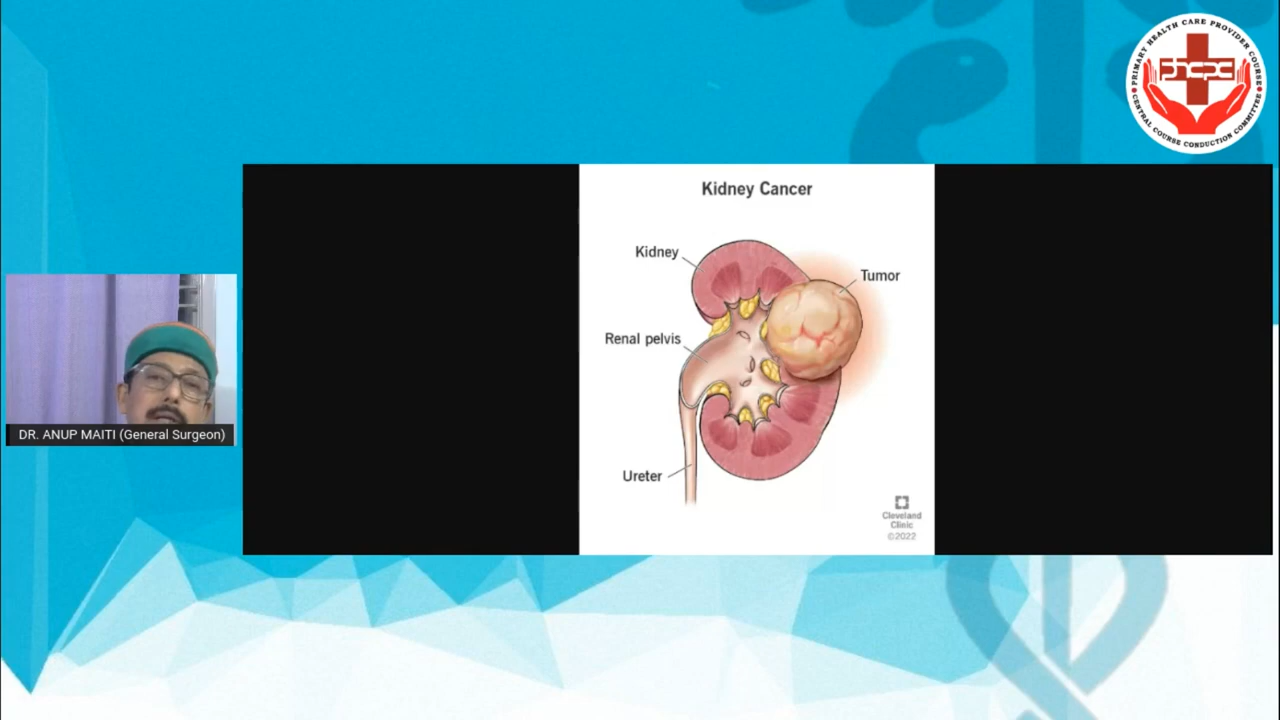 PRIMARY HEALTH CARE PROVIDER COURSE
phcpc
CENTRAL COURSE CONDUCTION COMMITTEE
Kidney Cancer
Kidney
Tumor
Renal pelvis
Ureter
Cleveland
Clinic
©2022
DR. ANUP MAITI (General Surgeon)